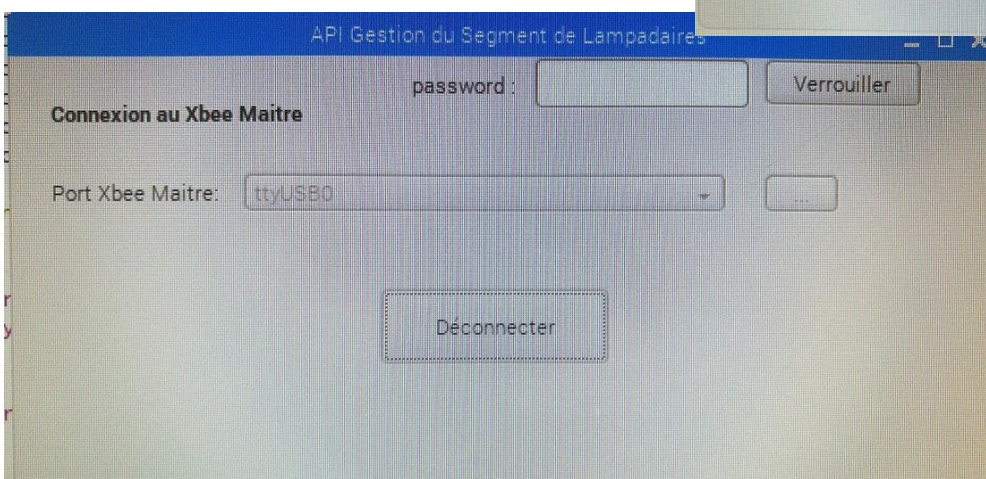 API Gestion du Segment de Lampadaires
password :
Verrouiller
Connexion au Xbee Maitre
Port Xbee Maitre:
ttyUSB0
...
Déconnecter